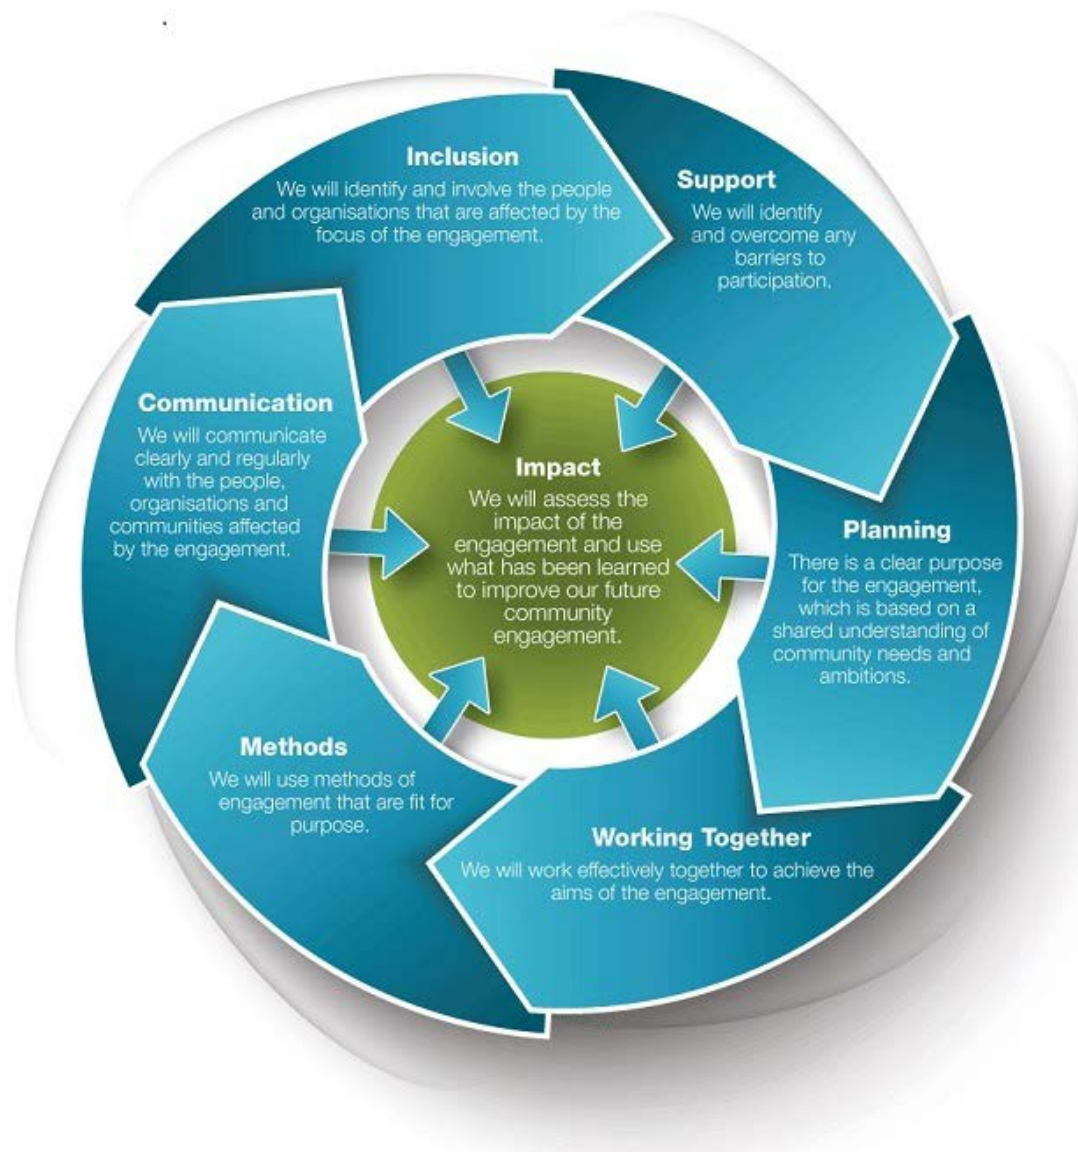 Inclusion
We will identify and involve the people
and organisations that are affected by the
focus of the engagement.
Support
We will identify
and overcome any
barriers to
participation.
Planning
There is a clear purpose
for the engagement,
which is based on a
shared understanding of
community needs and
ambitions.
Working Together
We will work effectively together to achieve the
aims of the engagement.
Methods
We will use methods of
engagement that are fit for
purpose.
Communication
We will communicate
clearly and regularly
with the people,
organisations and
communities affected
by the engagement.
Impact
We will assess the
impact of the
engagement and use
what has been learned
to improve our future
community
engagement.